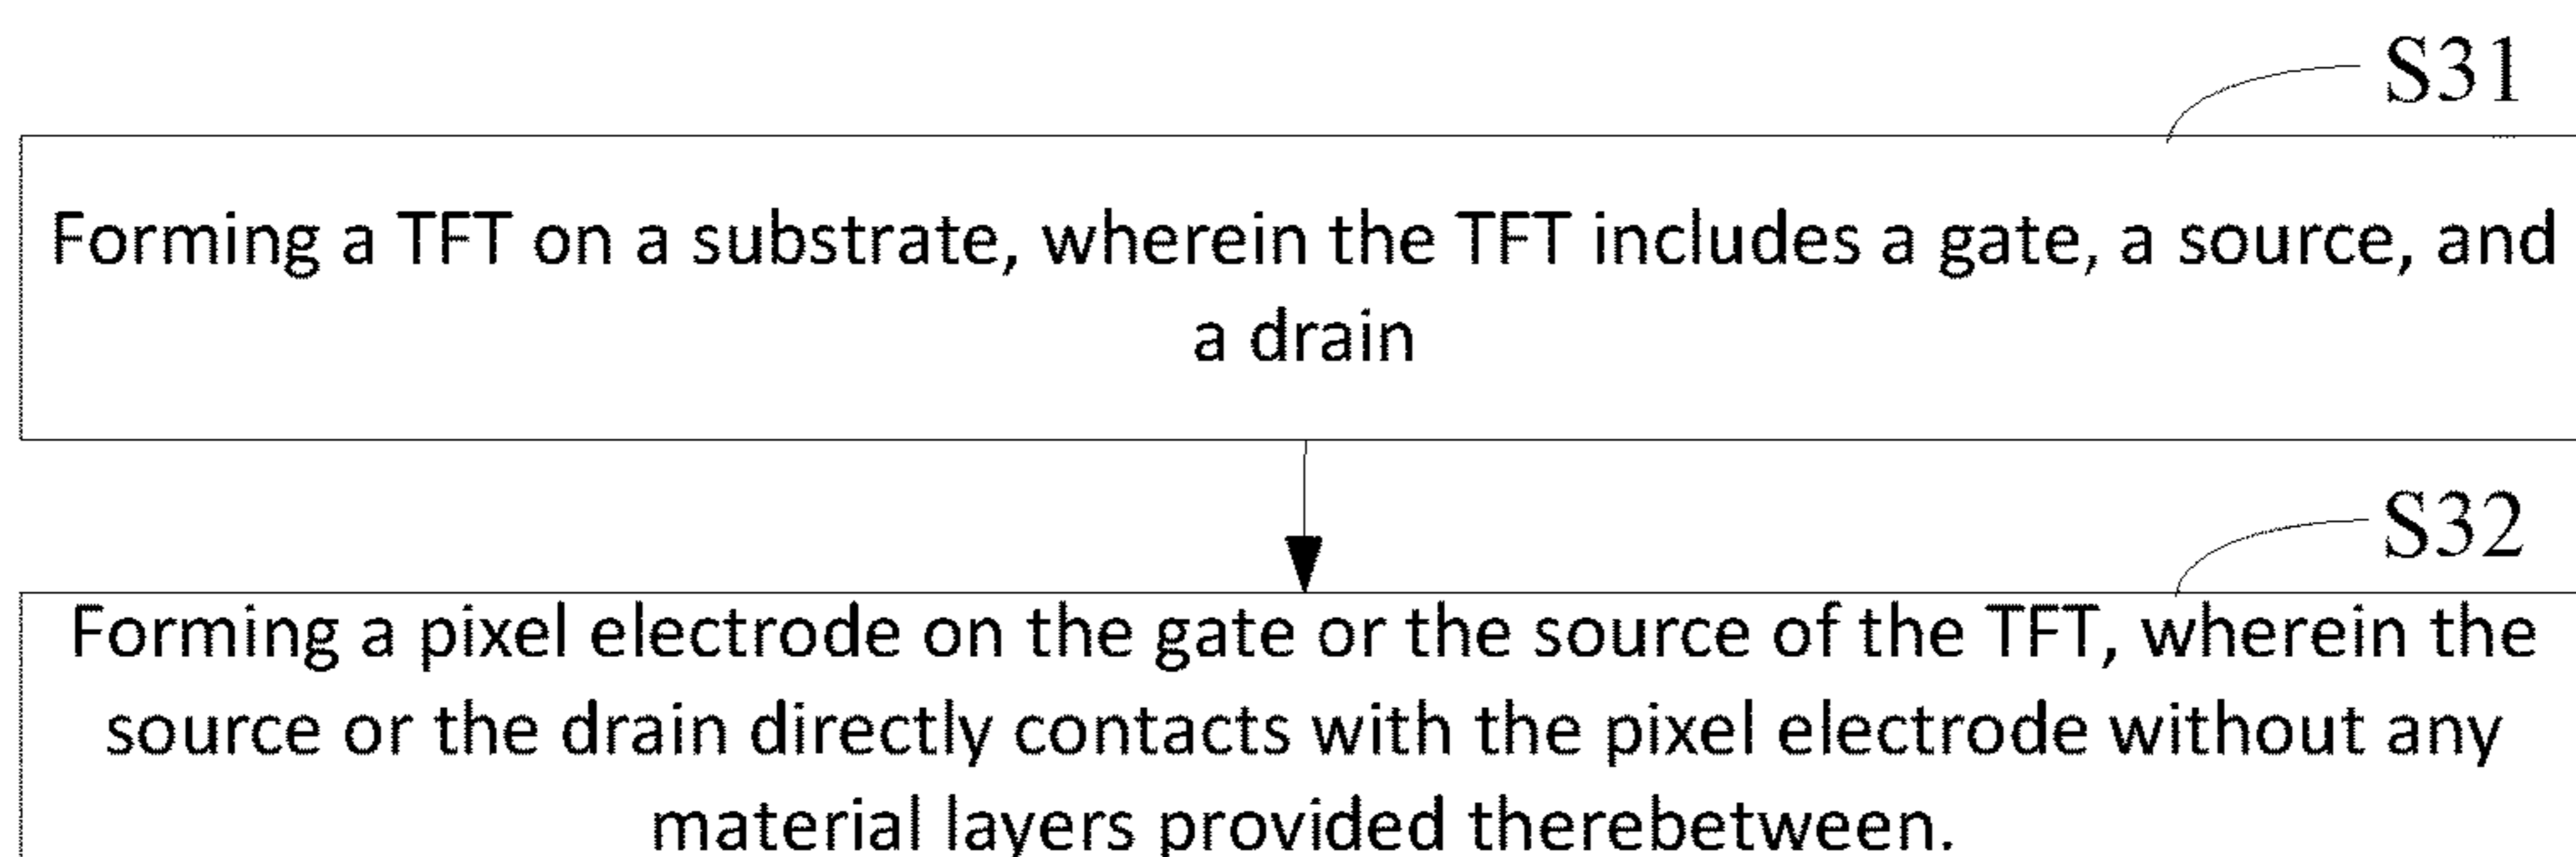 S31
Forming a TFT on a substrate, wherein the TFT includes a gate, a source, and
a drain
S32
Forming a pixel electrode on the gate or the source of the TFT, wherein the
source or the drain directly contacts with the pixel electrode without any
material layers provided therebetween.